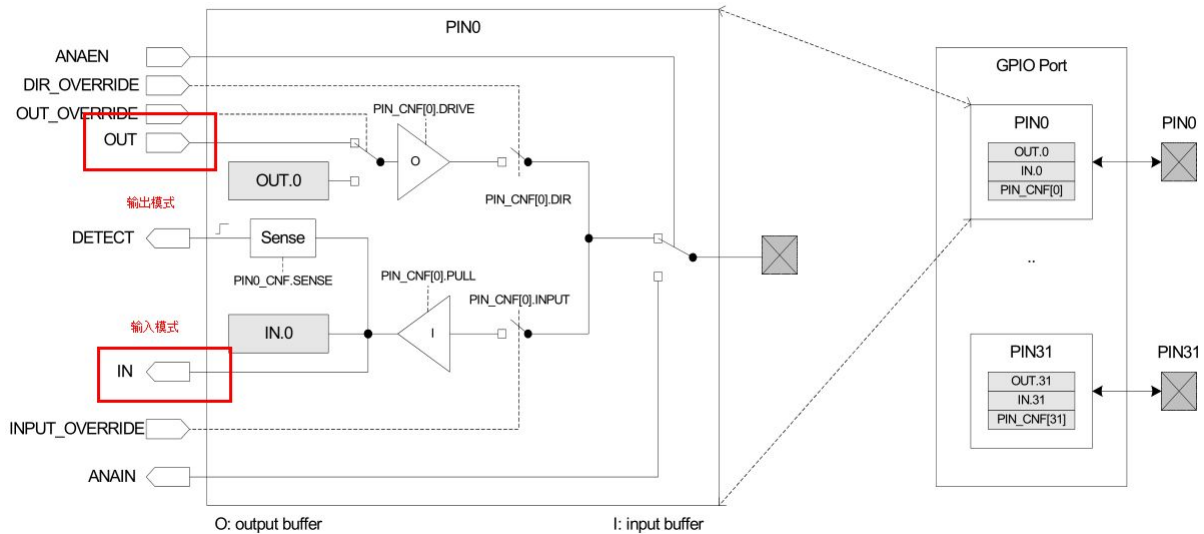 PIN0
ANAEN
DIR_OVERRIDE
OUT_OVERRIDE
OUT
PIN_CNF[0].DRIVE
O
OUT.0
PIN_CNF[0].DIR
输出模式
DETECT
Sense
PIN0_CNF.SENSE
PIN_CNF[0].PULL
PIN_CNF[0].INPUT
输入模式
IN.0
I
IN
INPUT_OVERRIDE
ANAIN
O: output buffer
I: input buffer
GPIO Port
PIN0
OUT.0
IN.0
PIN_CNF[0]
PIN0
..
PIN31
OUT.31
IN.31
PIN_CNF[31]
PIN31